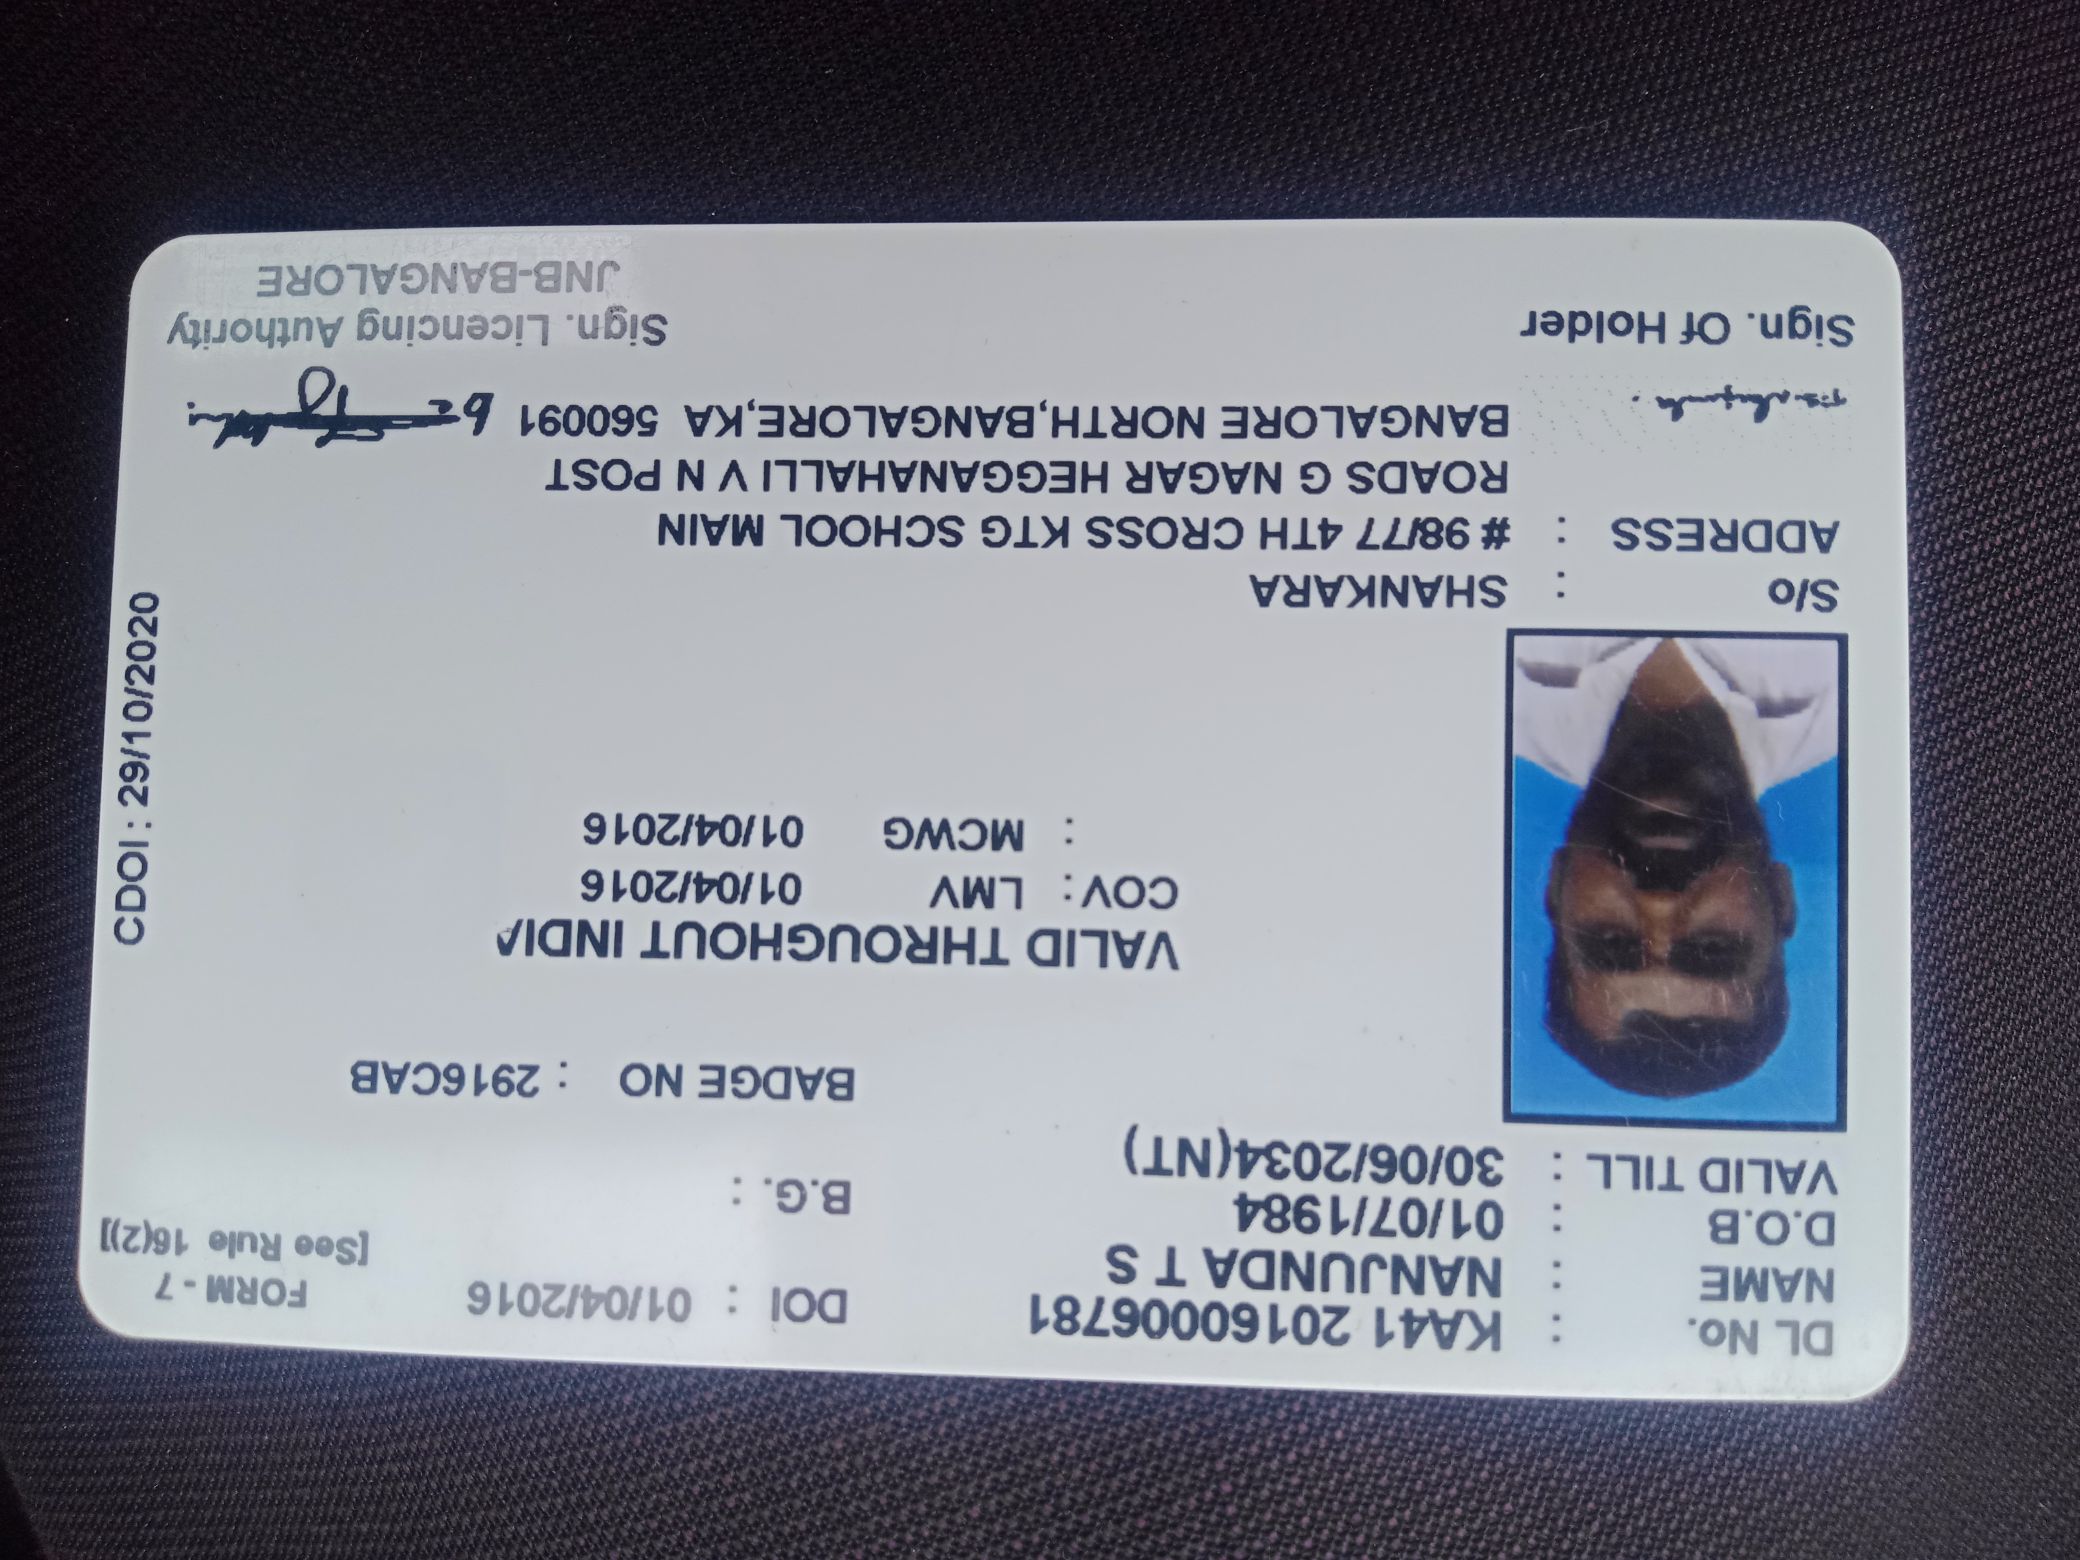 FORM - 7
[See Rule 16(2)]
DL No. : KA41 20160006781
DOI : 01/04/2016
NAME : NANJUNDA T S
D.O.B : 01/07/1984
B.G. :
VALID TILL : 30/06/2034(NT)
BADGE NO : 2916CAB
VALID THROUGHOUT INDIA
COV: LMV 01/04/2016
: MCWG 01/04/2016
CDOI : 29/10/2020
S/o : SHANKARA
ADDRESS : # 98/77 4TH CROSS KTG SCHOOL MAIN
ROADS G NAGAR HEGGANAHALLI V N POST
BANGALORE NORTH,BANGALORE,KA 560091
Sign. Of Holder
Sign. Licencing Authority
JNB-BANGALORE